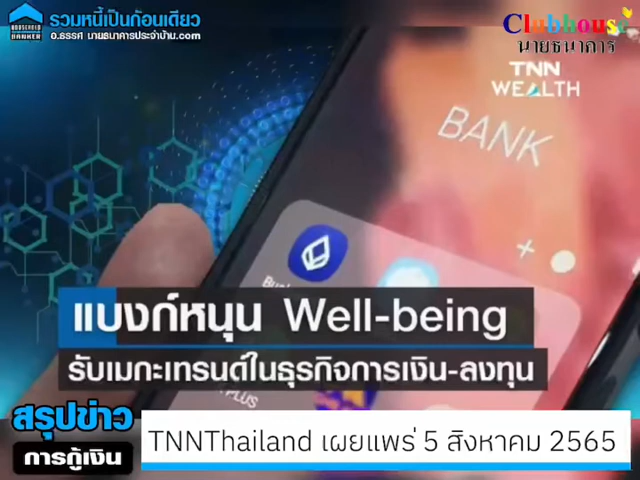 รวมหนี้เป็นก้อนเดียว
HOUSEHOLD
BANKER
อ.ธรรศ นายธนาคารประจำบ้าน.com
Clubhouse
นายธนาคาร
TNN
WEALTH
BANK
แบงก์หนุน Well-being
รับเมกะเทรนด์ในธุรกิจการเงิน-ลงทุน
PLUS
สรุปข่าว
การกู้เงิน
TNNThailand เผยแพร่ 5 สิงหาคม 2565